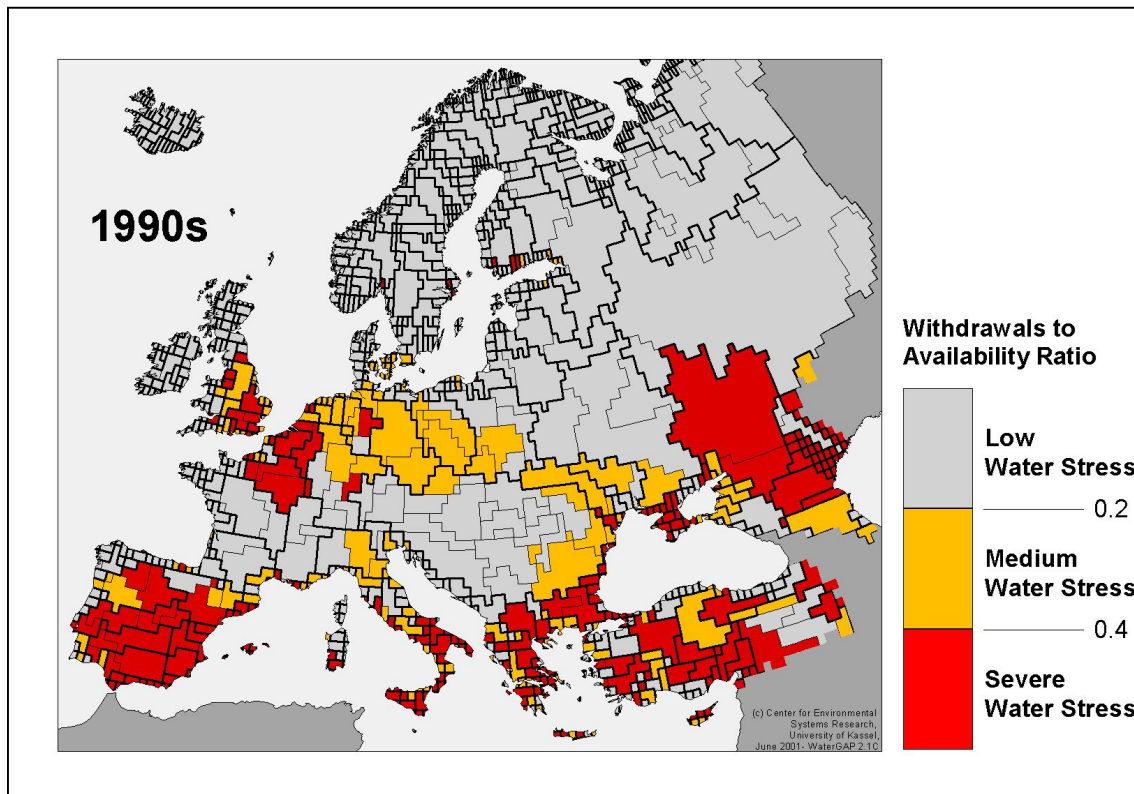 1990s
Withdrawals to
Availability Ratio
Low
Water Stress
0.2
Medium
Water Stress
0.4
Severe
Water Stress
(c) Center for Environmental
Systems Research,
University of Kassel,
June 2001- WaterGAP 2.1C